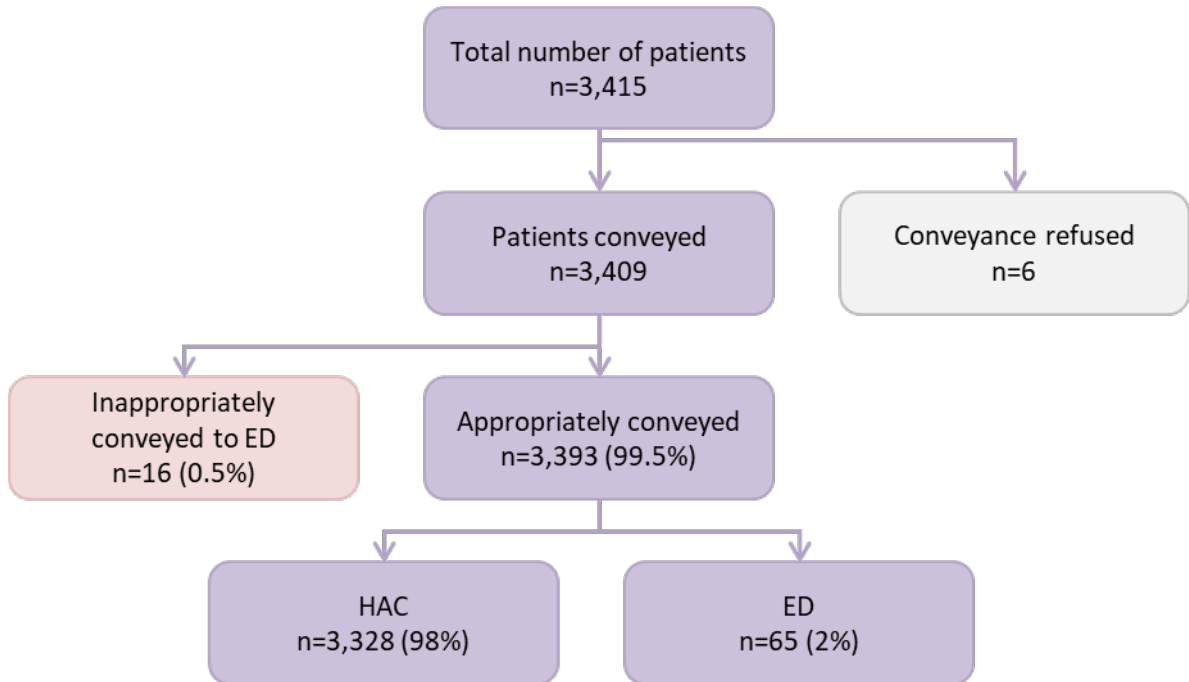 Total number of patients
n=3,415
Patients conveyed
n=3,409
Conveyance refused
n=6
Inappropriately
conveyed to ED
n=16 (0.5%)
Appropriately conveyed
n=3,393 (99.5%)
HAC
n=3,328 (98%)
ED
n=65 (2%)